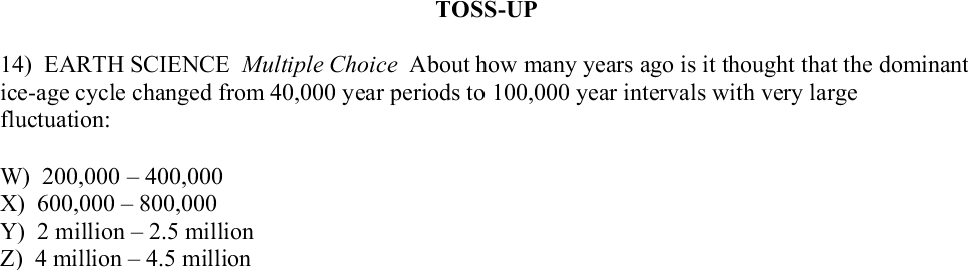 TOSS-UP
14) EARTH SCIENCE Multiple Choice About how many years ago is it thought that the dominant
ice-age cycle changed from 40,000 year periods to 100,000 year intervals with very large
fluctuation:
W) 200,000 – 400,000
X) 600,000 – 800,000
Y) 2 million – 2.5 million
Z) 4 million – 4.5 million